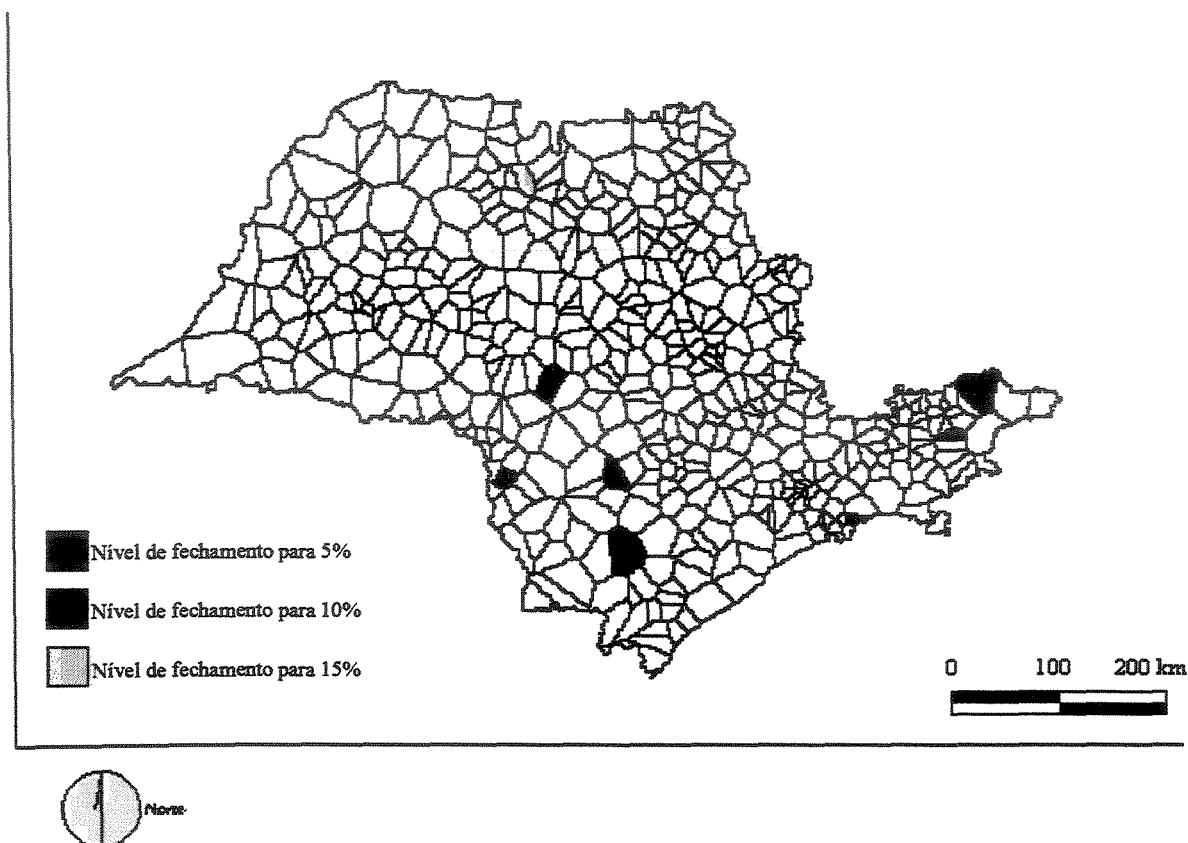 Nível de fechamento para 5%
Nível de fechamento para 10%
Nível de fechamento para 15%
0 100 200 km
Norte